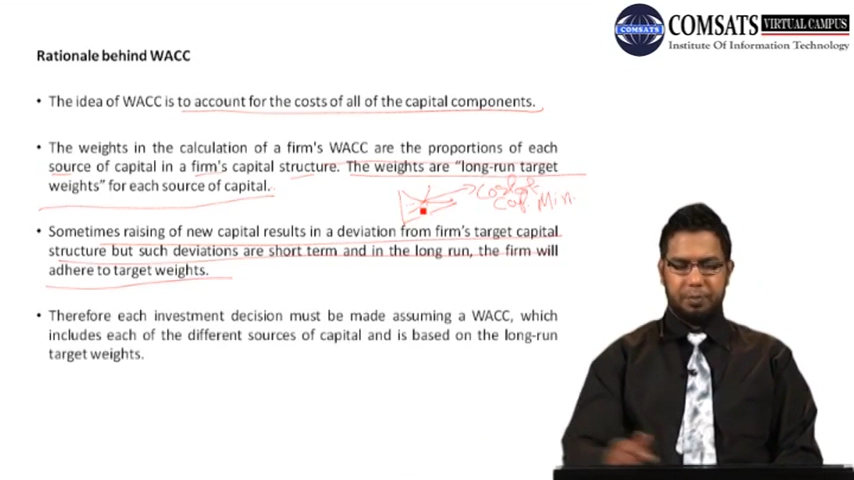 COMSATS VIRTUAL CAMPUS
COMSATS
Institute Of Information Technology
Rationale behind WACC
• The idea of WACC is to account for the costs of all of the capital components.
• The weights in the calculation of a firm's WACC are the proportions of each
source of capital in a firm's capital structure. The weights are "long-run target
weights" for each source of capital.
Cost of
Cap. Min.
• Sometimes raising of new capital results in a deviation from firm's target capital
structure but such deviations are short term and in the long run, the firm will
adhere to target weights.
• Therefore each investment decision must be made assuming a WACC, which
includes each of the different sources of capital and is based on the long-run
target weights.